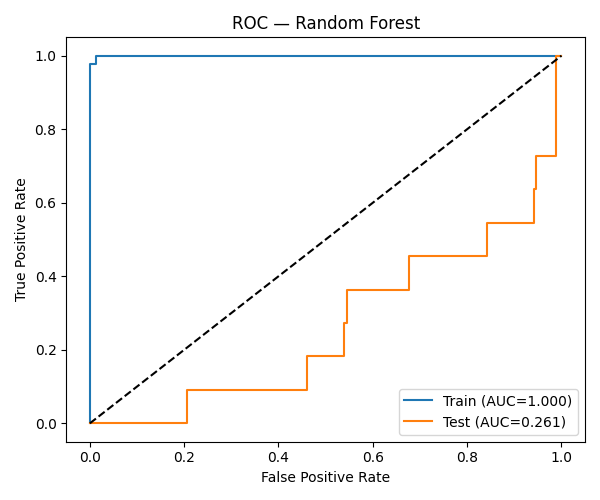 ROC — Random Forest
True Positive Rate
1.0
0.8
0.6
0.4
0.2
0.0
Train (AUC=1.000)
Test (AUC=0.261)
0.0 0.2 0.4 0.6 0.8 1.0
False Positive Rate